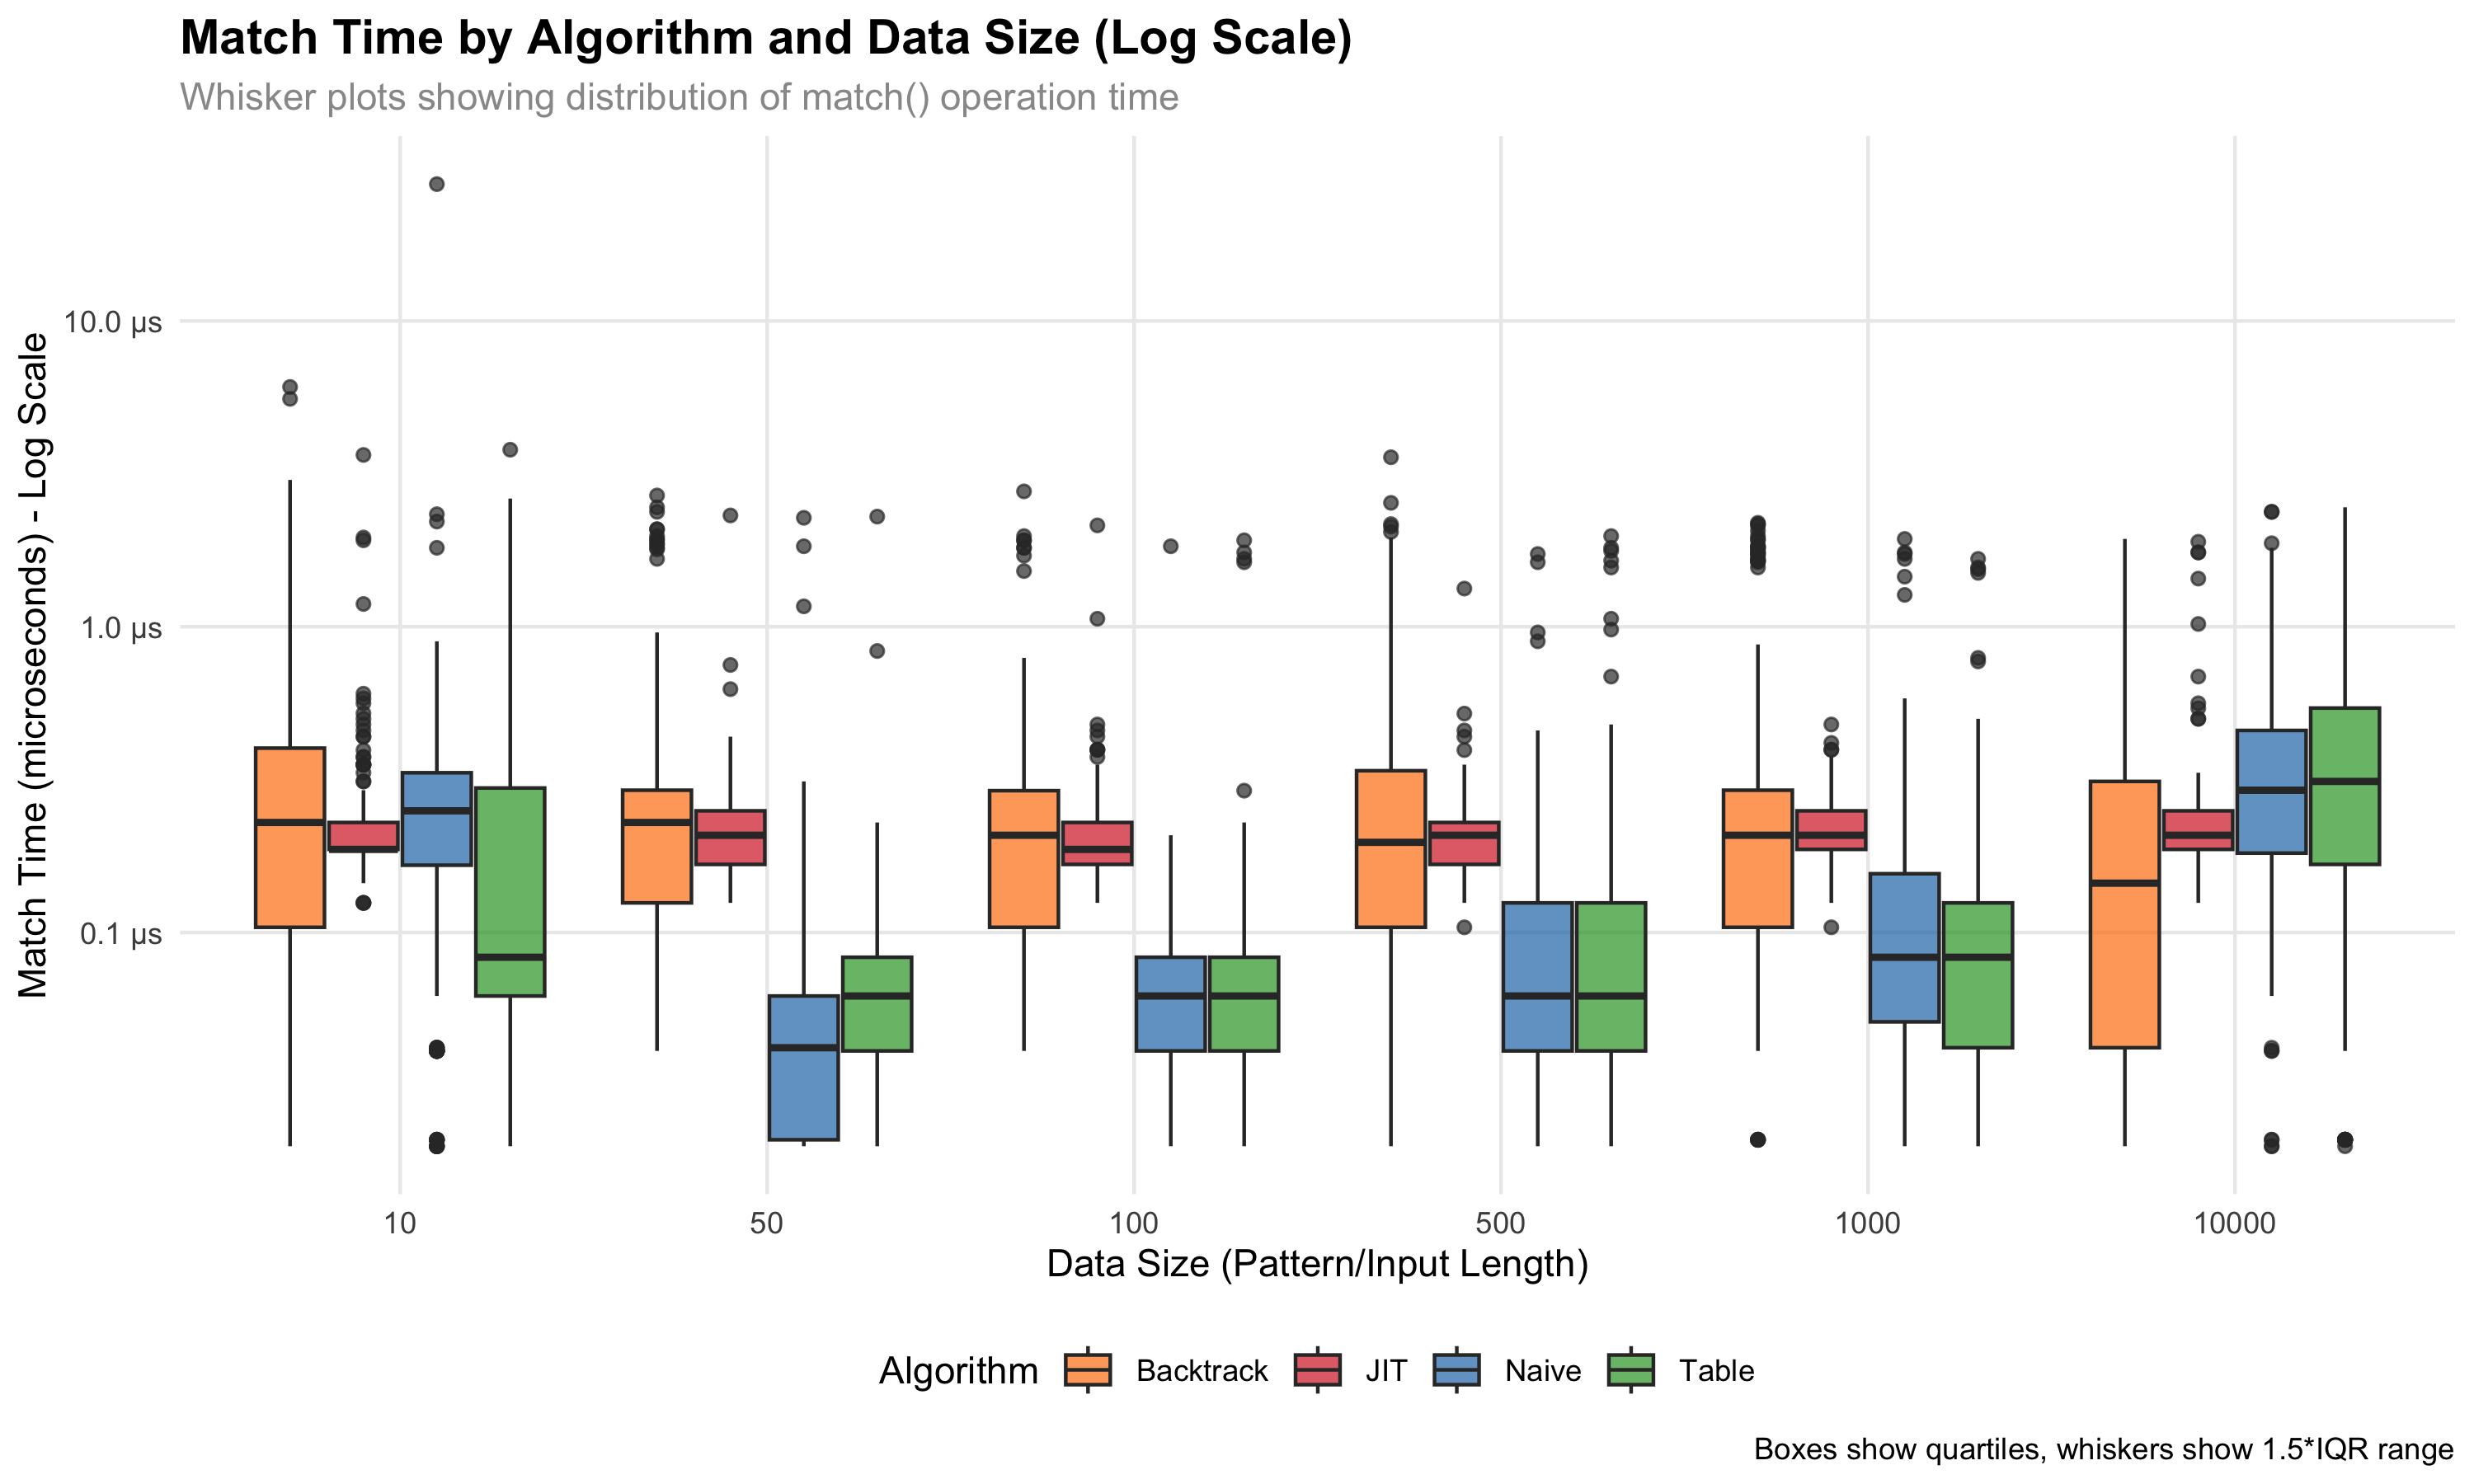 Match Time by Algorithm and Data Size (Log Scale)
Whisker plots showing distribution of match() operation time
Match Time (microseconds) - Log Scale
10.0 µs
1.0 µs
0.1 µs
10 50 100 500 1000 10000
Data Size (Pattern/Input Length)
Algorithm Backtrack JIT Naive Table
Boxes show quartiles, whiskers show 1.5*IQR range